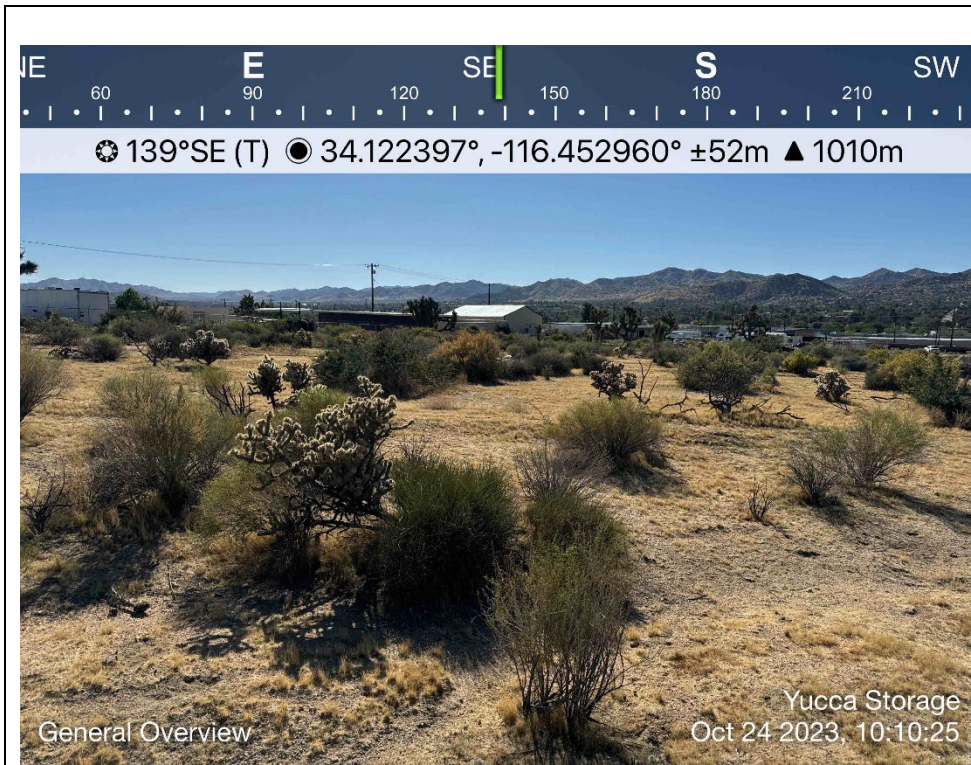 NE E SE S SW
60 90 120 150 180 210
139°SE (T) 34.122397°, -116.452960° ±52m ▲ 1010m
General Overview
Yucca Storage
Oct 24 2023, 10:10:25